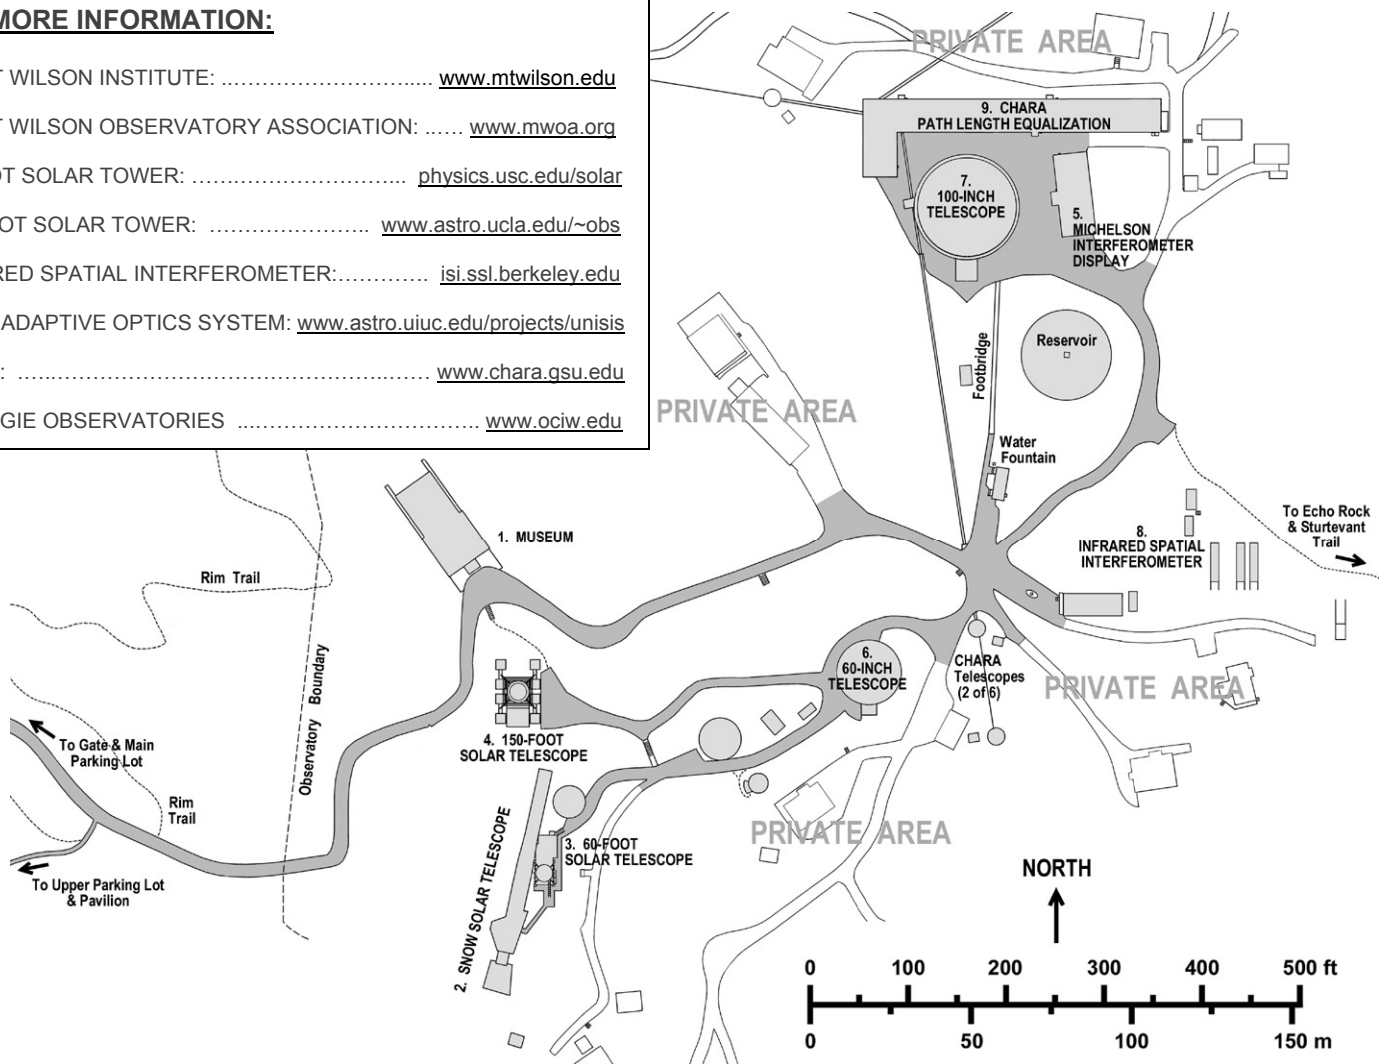 MORE INFORMATION:
T WILSON INSTITUTE: ............................. www.mtwilson.edu
T WILSON OBSERVATORY ASSOCIATION: ...... www.mwoa.org
OT SOLAR TOWER: ............................... physics.usc.edu/solar
OOT SOLAR TOWER: ....................... www.astro.ucla.edu/~obs
RED SPATIAL INTERFEROMETER:............. isi.ssl.berkeley.edu
ADAPTIVE OPTICS SYSTEM: www.astro.uiuc.edu/projects/unisis
: ..................................................... www.chara.gsu.edu
GIE OBSERVATORIES ............................... www.ociw.edu
PRIVATE AREA
9. CHARA
PATH LENGTH EQUALIZATION
7.
100-INCH
TELESCOPE
5.
MICHELSON
INTERFEROMETER
DISPLAY
Footbridge
Reservoir
PRIVATE AREA
Water
Fountain
1. MUSEUM
8.
INFRARED SPATIAL
INTERFEROMETER
To Echo Rock
& Sturtevant
Trail
Rim Trail
Observatory Boundary
6.
60-INCH
TELESCOPE
CHARA
Telescopes
(2 of 6)
PRIVATE AREA
4. 150-FOOT
SOLAR TELESCOPE
To Gate & Main
Parking Lot
Rim
Trail
2. SNOW SOLAR TELESCOPE
3. 60-FOOT
SOLAR TELESCOPE
PRIVATE AREA
To Upper Parking Lot
& Pavilion
NORTH
0 100 200 300 400 500 ft
0 50 100 150 m